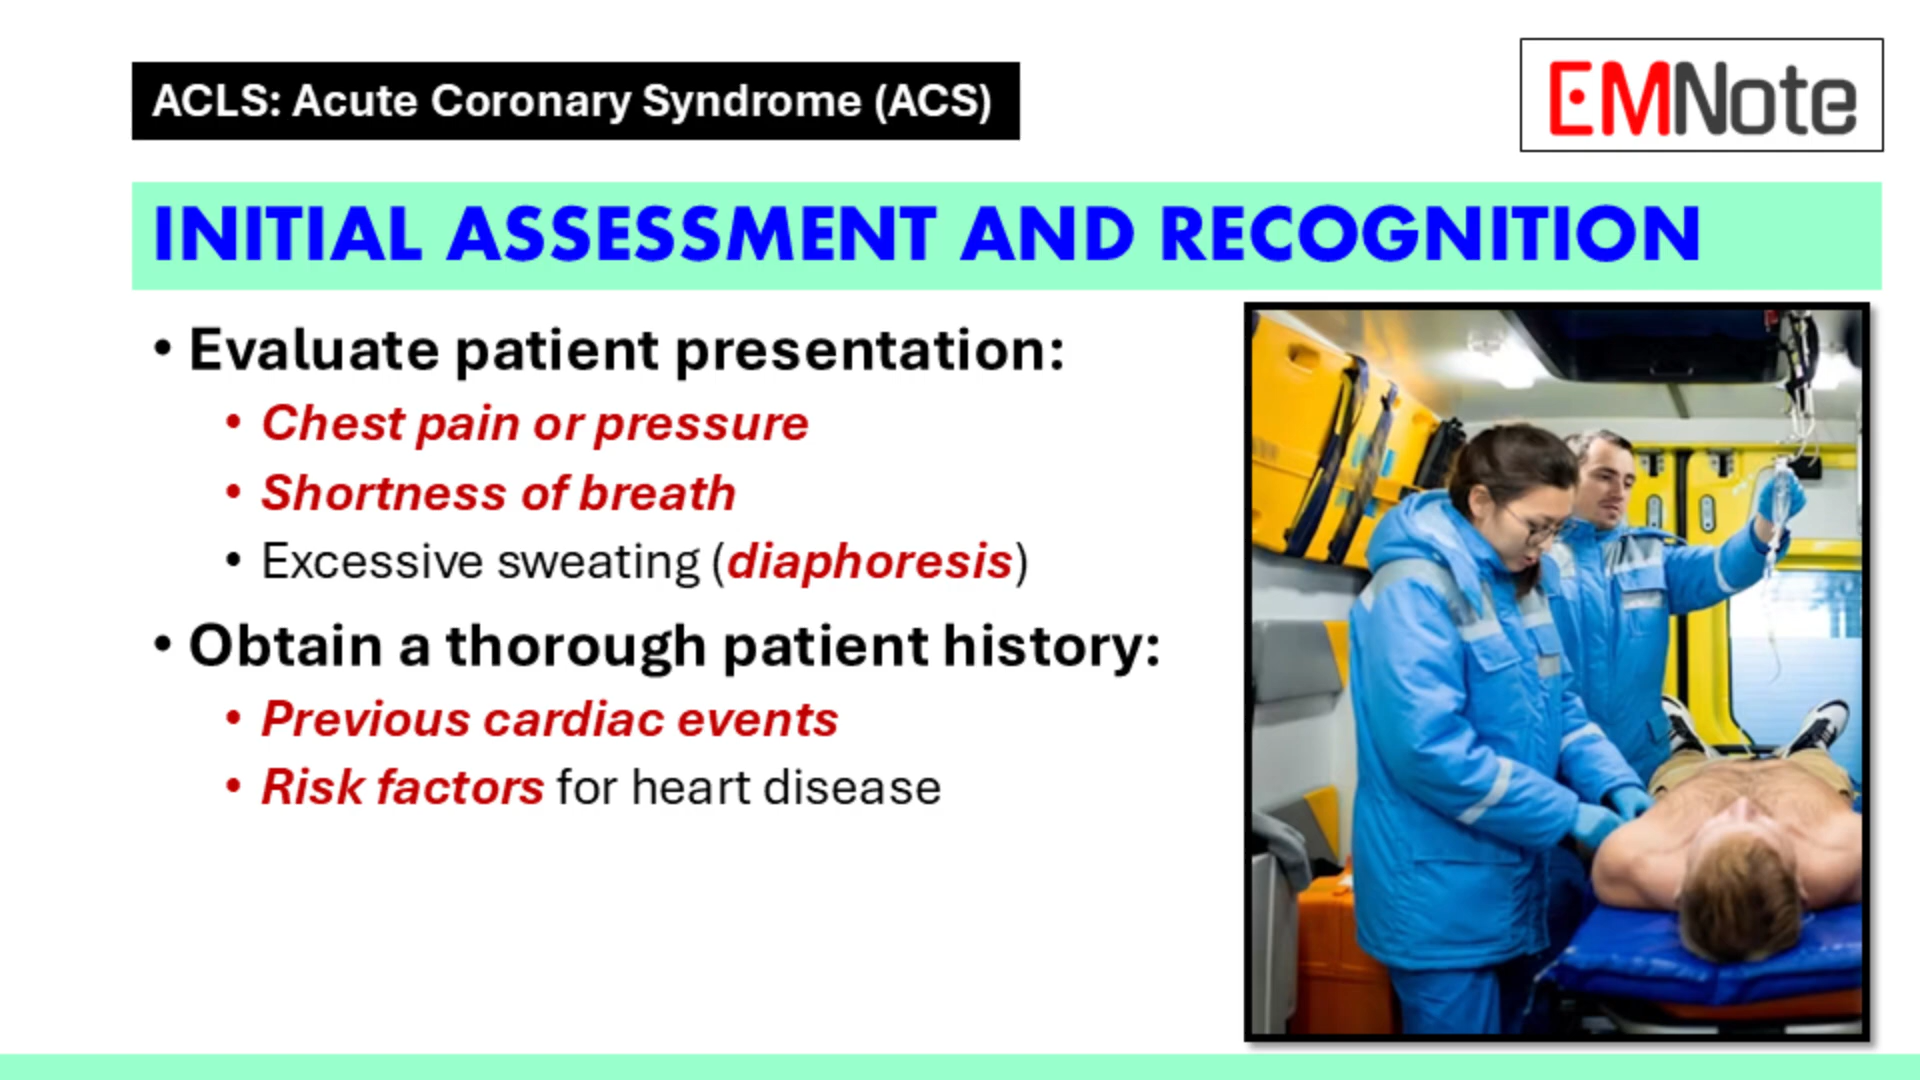 ACLS: Acute Coronary Syndrome (ACS)
EMNote
INITIAL ASSESSMENT AND RECOGNITION
• Evaluate patient presentation:
• Chest pain or pressure
• Shortness of breath
• Excessive sweating (diaphoresis)
• Obtain a thorough patient history:
• Previous cardiac events
• Risk factors for heart disease